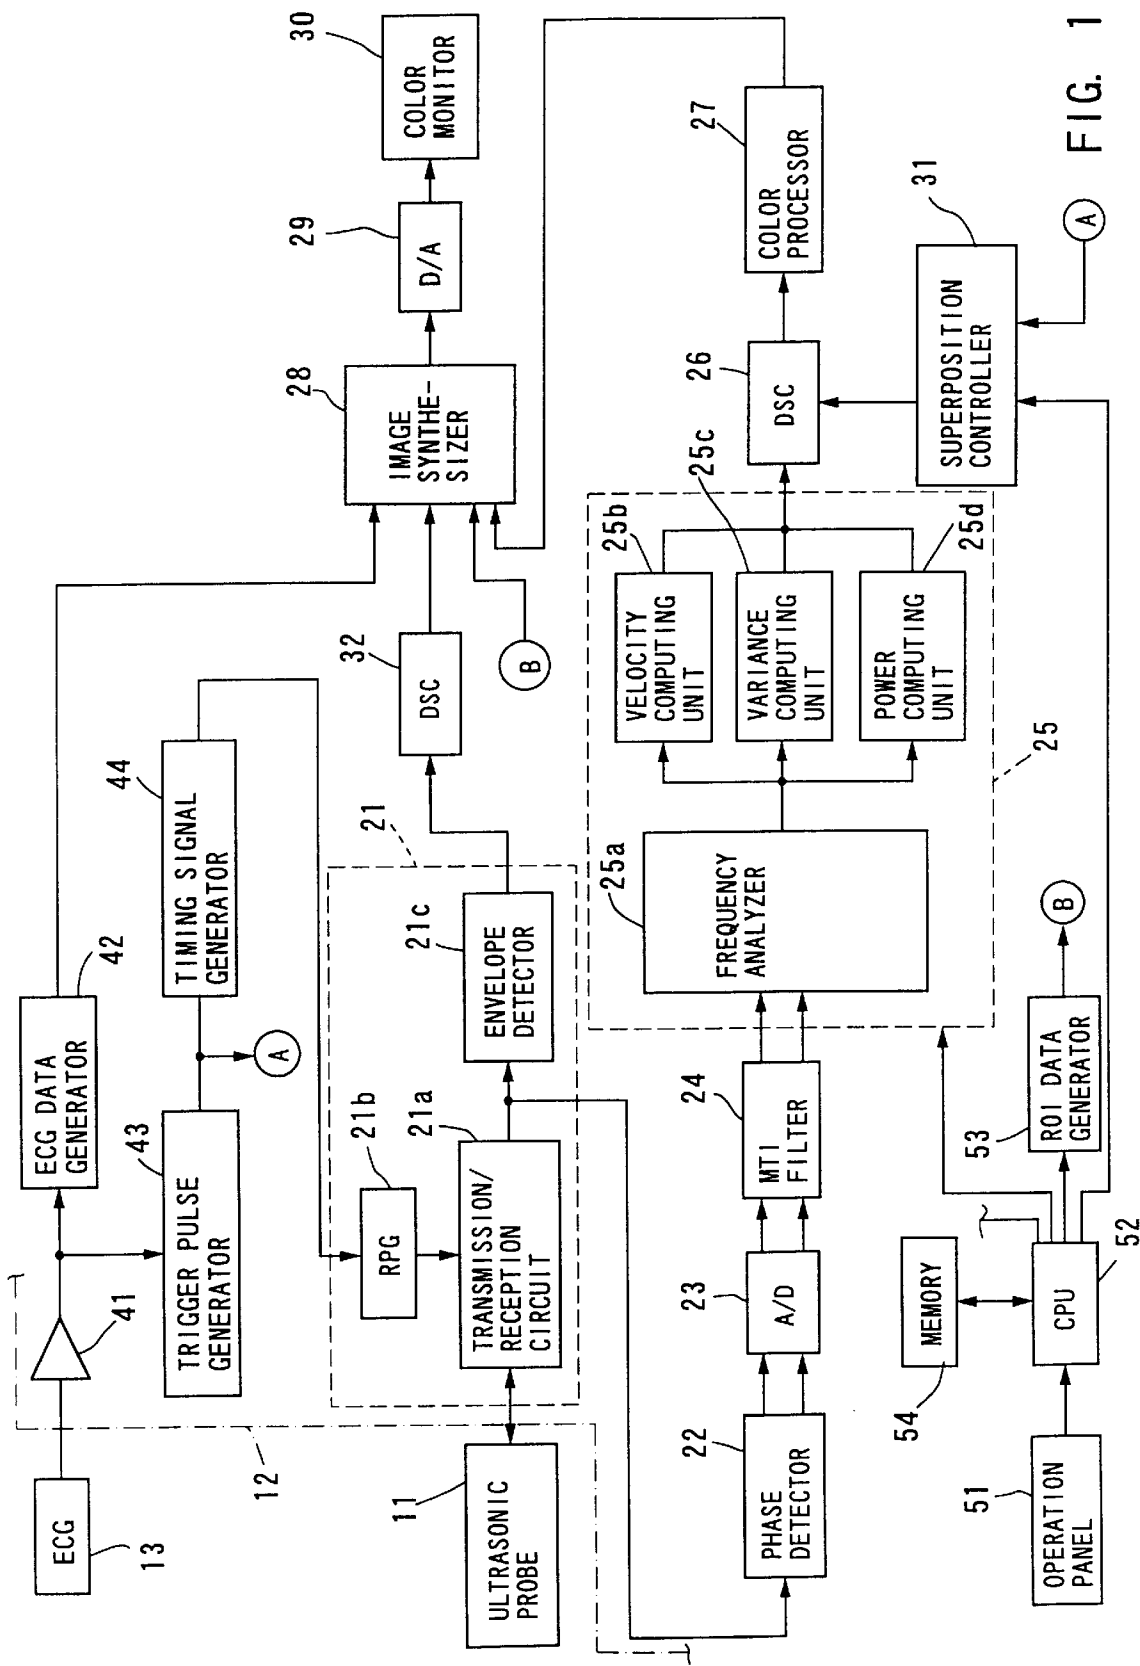 FIG. 1
ECG
13
12
41
ECG DATA
GENERATOR
42
TRIGGER PULSE
GENERATOR
43
TIMING SIGNAL
GENERATOR
44
A
ULTRASONIC
PROBE
11
21
RPG
21b
TRANSMISSION/
RECEPTION
CIRCUIT
21a
ENVELOPE
DETECTOR
21c
DSC
32
B
IMAGE
SYNTHE-
SIZER
28
D/A
29
COLOR
MONITOR
30
PHASE
DETECTOR
22
A/D
23
MTI
FILTER
24
25
FREQUENCY
ANALYZER
25a
VELOCITY
COMPUTING
UNIT
25b
VARIANCE
COMPUTING
UNIT
25c
POWER
COMPUTING
UNIT
25d
DSC
26
COLOR
PROCESSOR
27
SUPERPOSITION
CONTROLLER
31
A
OPERATION
PANEL
51
CPU
52
MEMORY
54
ROI DATA
GENERATOR
53
B